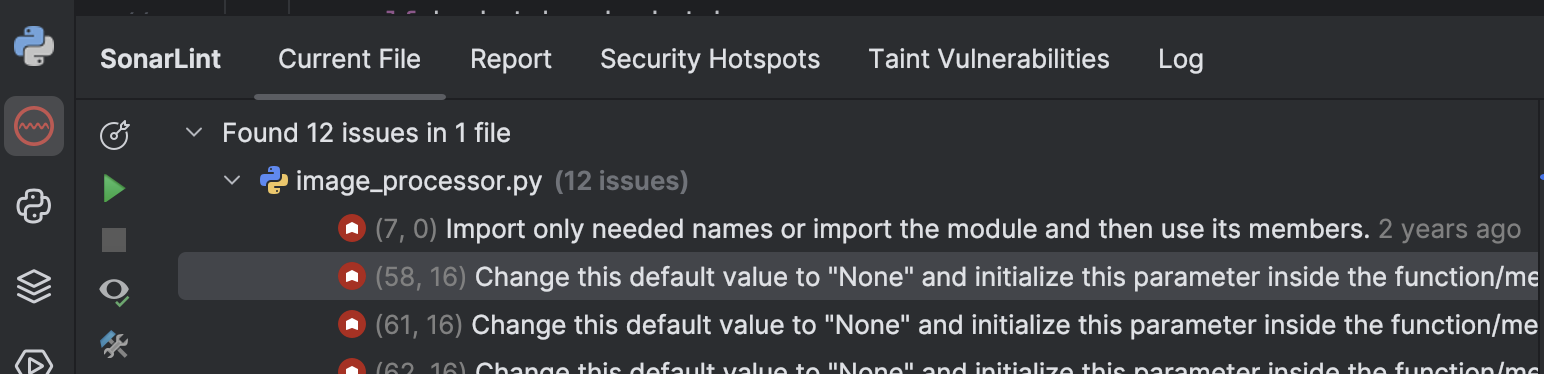 SonarLint Current File Report Security Hotspots Taint Vulnerabilities Log
Found 12 issues in 1 file
image_processor.py (12 issues)
(7, 0) Import only needed names or import the module and then use its members. 2 years ago
(58, 16) Change this default value to "None" and initialize this parameter inside the function/me
(61, 16) Change this default value to "None" and initialize this parameter inside the function/me
(62, 16) Change this default value to "None" and initialize this parameter inside the function/me